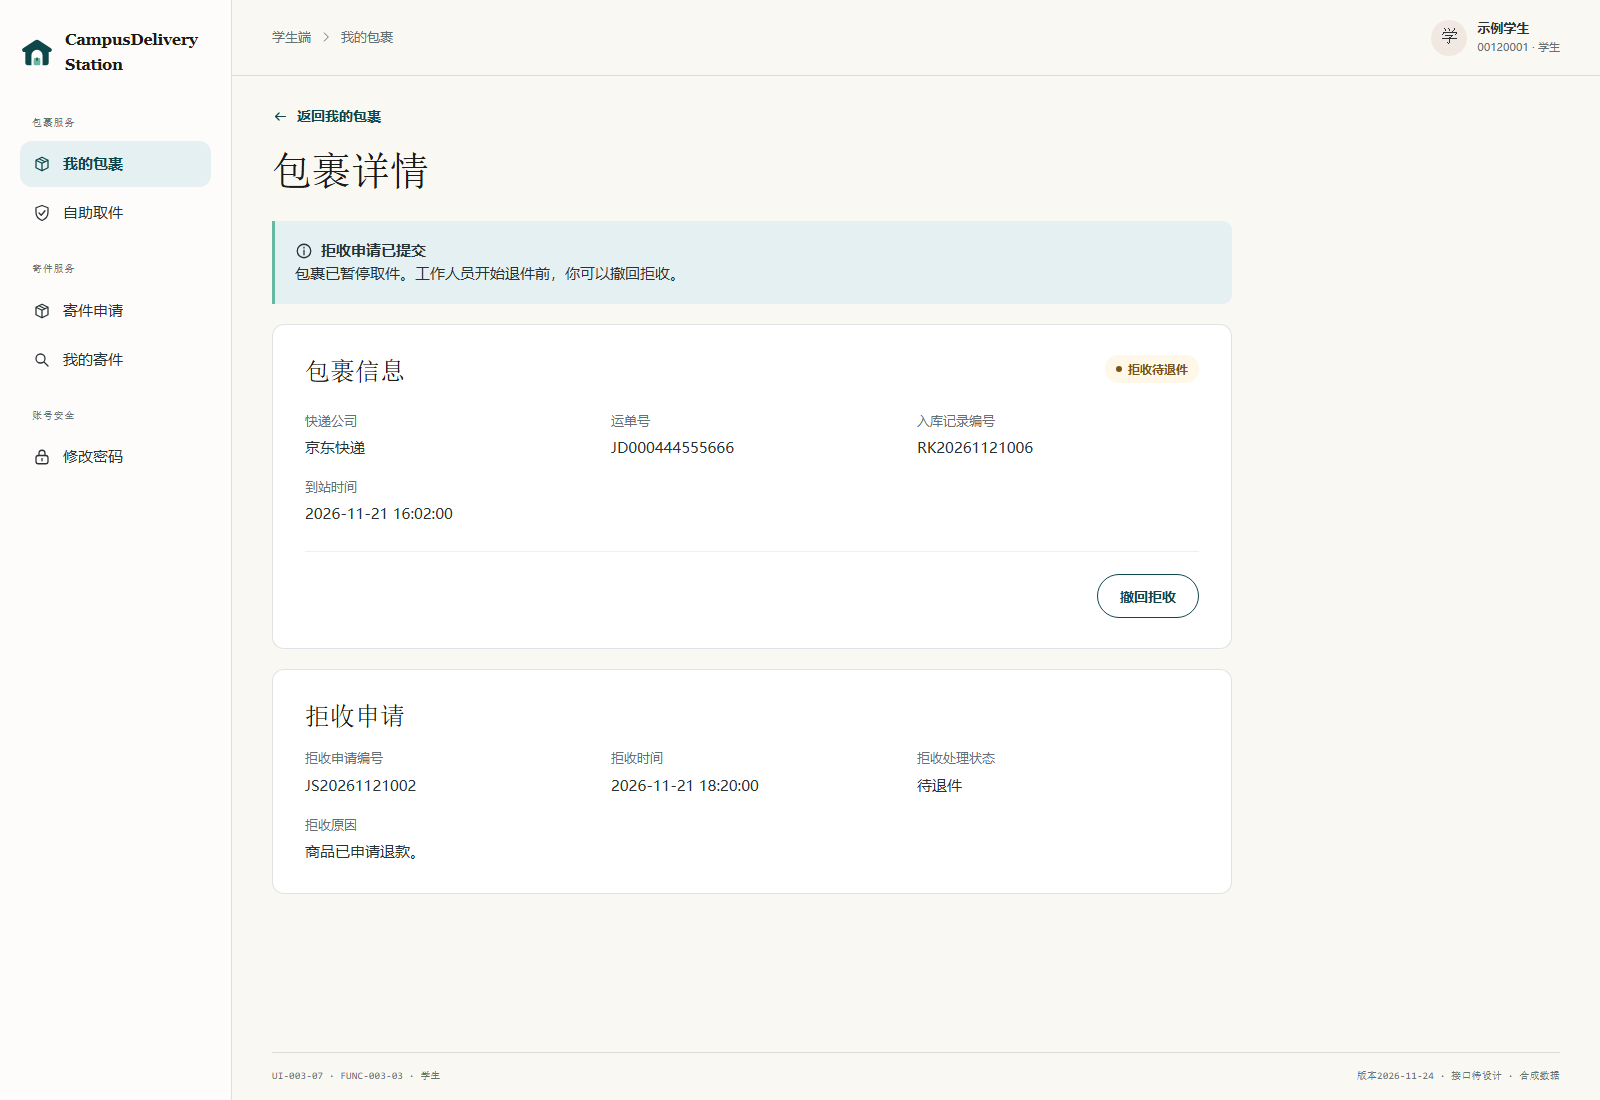 CampusDelivery
Station
包裹服务
我的包裹
自助取件
寄件服务
寄件申请
我的寄件
账号安全
修改密码
学生端 > 我的包裹
学
示例学生
00120001 · 学生
← 返回我的包裹
包裹详情
拒收申请已提交
包裹已暂停取件。工作人员开始退件前，你可以撤回拒收。
包裹信息
拒收待退件
快递公司 运单号 入库记录编号
京东快递 JD000444555666 RK20261121006
到站时间
2026-11-21 16:02:00
撤回拒收
拒收申请
拒收申请编号 拒收时间 拒收处理状态
JS20261121002 2026-11-21 18:20:00 待退件
拒收原因
商品已申请退款。
UI-003-07 · FUNC-003-03 · 学生
版本2026-11-24 · 接口待设计 · 合成数据